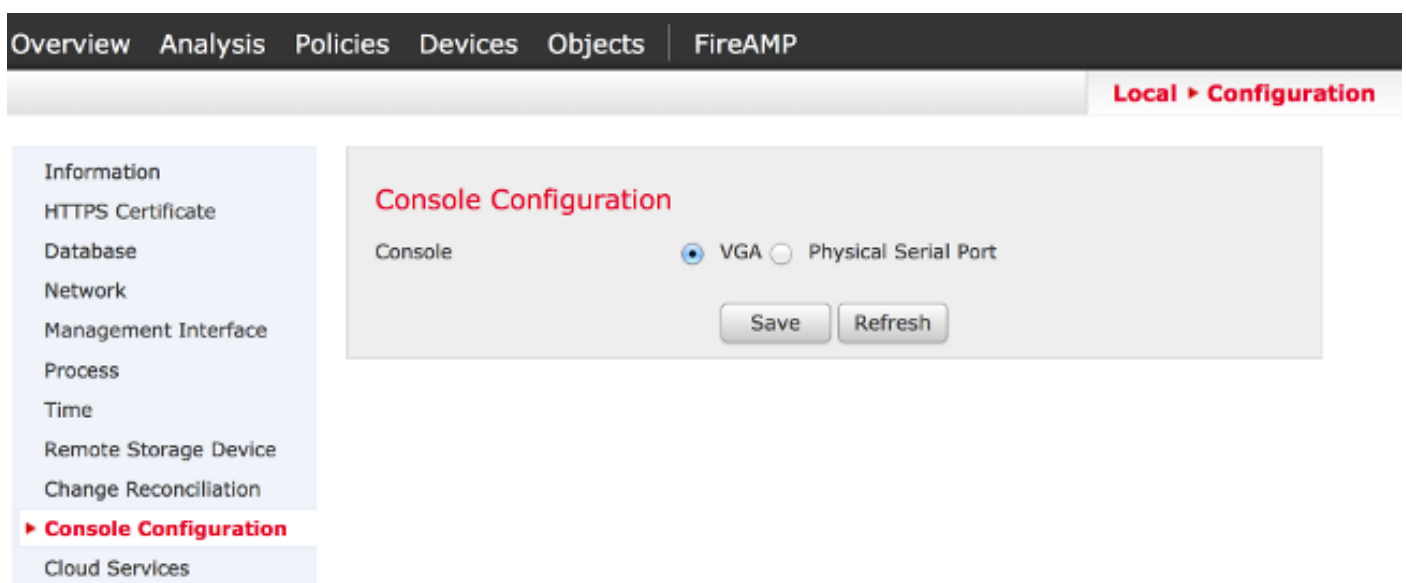 Overview Analysis Policies Devices Objects FireAMP
Local ▸ Configuration
Information
HTTPS Certificate
Database
Network
Management Interface
Process
Time
Remote Storage Device
Change Reconciliation
▸ Console Configuration
Cloud Services
Console Configuration
Console VGA Physical Serial Port
Save Refresh